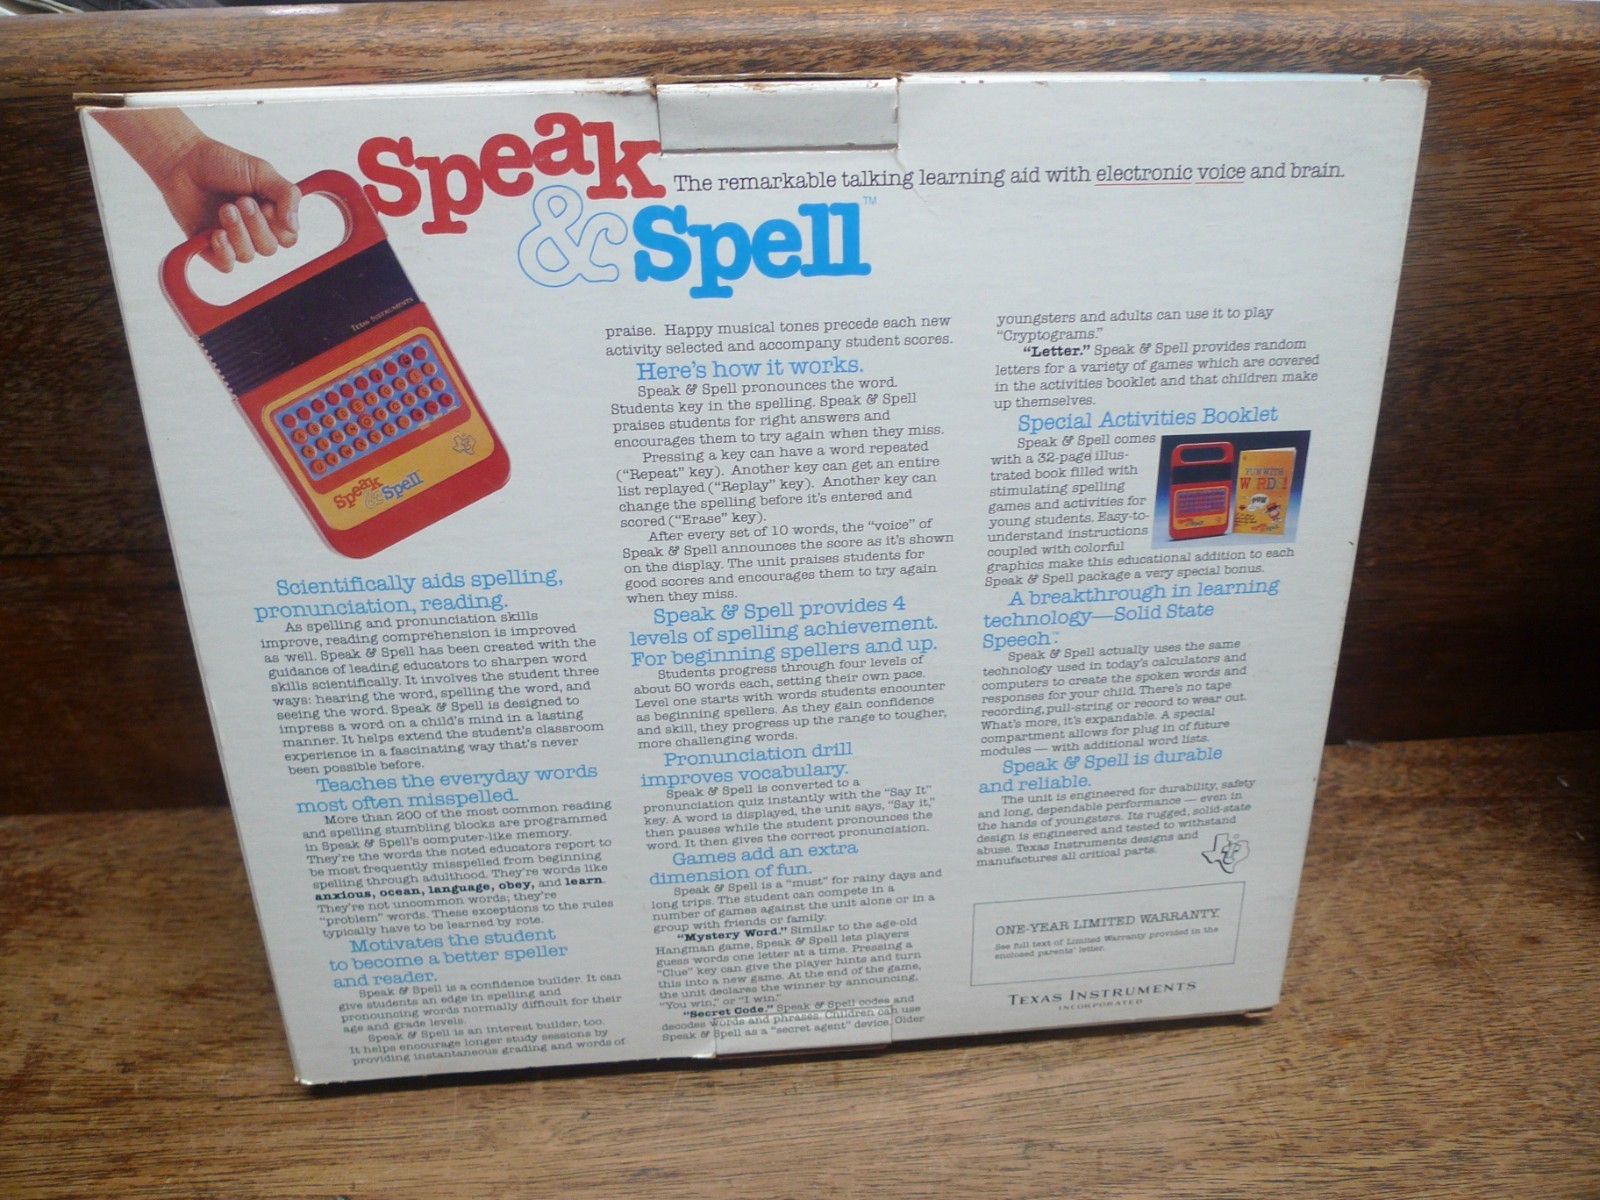 Speak
& Spell™
The remarkable talking learning aid with electronic voice and brain.
TEXAS INSTRUMENTS
Speak
& Spell
Scientifically aids spelling,
pronunciation, reading.
As spelling and pronunciation skills
improve, reading comprehension is improved
as well. Speak & Spell has been created with the
guidance of leading educators to sharpen word
skills scientifically. It involves the student three
ways: hearing the word, spelling the word, and
seeing the word. Speak & Spell is designed to
impress a word on a child's mind in a lasting
manner. It helps extend the student's classroom
experience in a fascinating way that's never
been possible before.
Teaches the everyday words
most often misspelled.
More than 200 of the most common reading
and spelling stumbling blocks are programmed
in Speak & Spell's computer-like memory.
They're the words the noted educators report to
be most frequently misspelled from beginning
spelling through adulthood. They're words like
anxious, ocean, language, obey, and learn.
They're not uncommon words; they're
"problem" words. These exceptions to the rules
typically have to be learned by rote.
Motivates the student
to become a better speller
and reader.
Speak & Spell is a confidence builder. It can
give students an edge in spelling and
pronouncing words normally difficult for their
age and grade levels.
Speak & Spell is an interest builder, too.
It helps encourage longer study sessions by
providing instantaneous grading and words of
praise. Happy musical tones precede each new
activity selected and accompany student scores.
Here's how it works.
Speak & Spell pronounces the word.
Students key in the spelling. Speak & Spell
praises students for right answers and
encourages them to try again when they miss.
Pressing a key can have a word repeated
("Repeat" key). Another key can get an entire
list replayed ("Replay" key). Another key can
change the spelling before it's entered and
scored ("Erase" key).
After every set of 10 words, the "voice" of
Speak & Spell announces the score as it's shown
on the display. The unit praises students for
good scores and encourages them to try again
when they miss.
Speak & Spell provides 4
levels of spelling achievement.
For beginning spellers and up.
Students progress through four levels of
about 50 words each, setting their own pace.
Level one starts with words students encounter
as beginning spellers. As they gain confidence
and skill, they progress up the range to tougher,
more challenging words.
Pronunciation drill
improves vocabulary.
Speak & Spell is converted to a
pronunciation quiz instantly with the "Say It"
key. A word is displayed, the unit says, "Say it,"
then pauses while the student pronounces the
word. It then gives the correct pronunciation.
Games add an extra
dimension of fun.
Speak & Spell is a "must" for rainy days and
long trips. The student can compete in a
number of games against the unit alone or in a
group with friends or family.
"Mystery Word." Similar to the age-old
Hangman game, Speak & Spell lets players
guess words one letter at a time. Pressing a
"Clue" key can give the player hints and turn
this into a new game. At the end of the game,
the unit declares the winner by announcing,
"You win," or "I win."
"Secret Code." Speak & Spell codes and
decodes words and phrases. Children can use
Speak & Spell as a "secret agent" device. Older
youngsters and adults can use it to play
"Cryptograms."
"Letter." Speak & Spell provides random
letters for a variety of games which are covered
in the activities booklet and that children make
up themselves.
Special Activities Booklet
Speak & Spell comes
with a 32-page illus-
trated book filled with
stimulating spelling
games and activities for
young students. Easy-to-
understand instructions
coupled with colorful
graphics make this educational addition to each
Speak & Spell package a very special bonus.
FUN WITH
W RD !
A breakthrough in learning
technology—Solid State
Speech™.
Speak & Spell actually uses the same
technology used in today's calculators and
computers to create the spoken words and
responses for your child. There's no tape
recording, pull-string or record to wear out.
What's more, it's expandable. A special
compartment allows for plug in of future
modules — with additional word lists.
Speak & Spell is durable
and reliable.
The unit is engineered for durability, safety
and long, dependable performance — even in
the hands of youngsters. Its rugged, solid-state
design is engineered and tested to withstand
abuse. Texas Instruments designs and
manufactures all critical parts.
ONE-YEAR LIMITED WARRANTY.
See full text of Limited Warranty provided in the
enclosed parents' letter.
TEXAS INSTRUMENTS
INCORPORATED